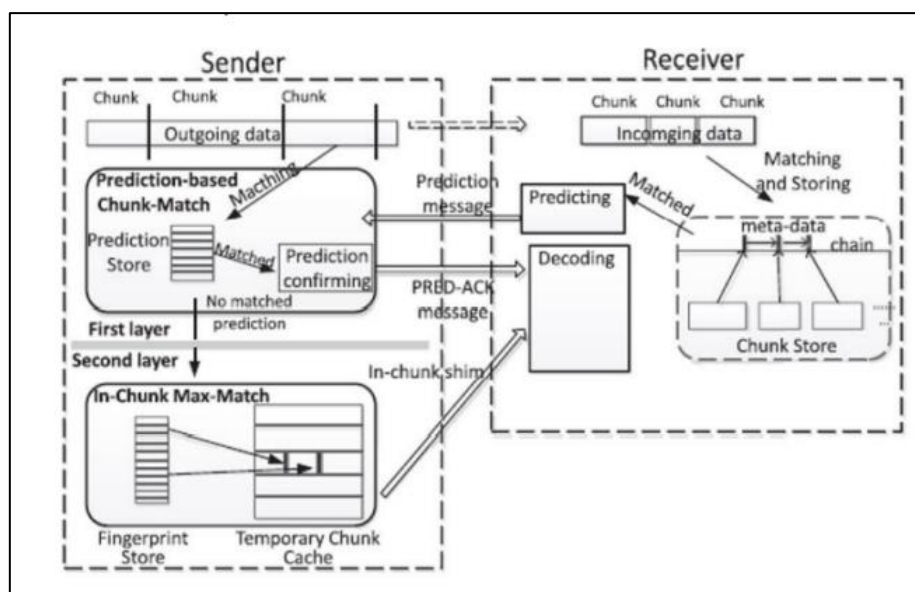 Sender
Chunk
Chunk
Chunk
Outgoing data
Macthing
Prediction-based
Chunk-Match
Prediction
Store
Matched
Prediction
confirming
No matched
prediction
First layer
Second layer
In-Chunk Max-Match
Fingerprint
Store
Temporary Chunk
Cache
Prediction
message
PRED-ACK
message
In-chunk shim
Receiver
Chunk
Chunk
Chunk
Incomging data
Matching
and Storing
Matched
Predicting
Decoding
meta-data
chain
Chunk Store